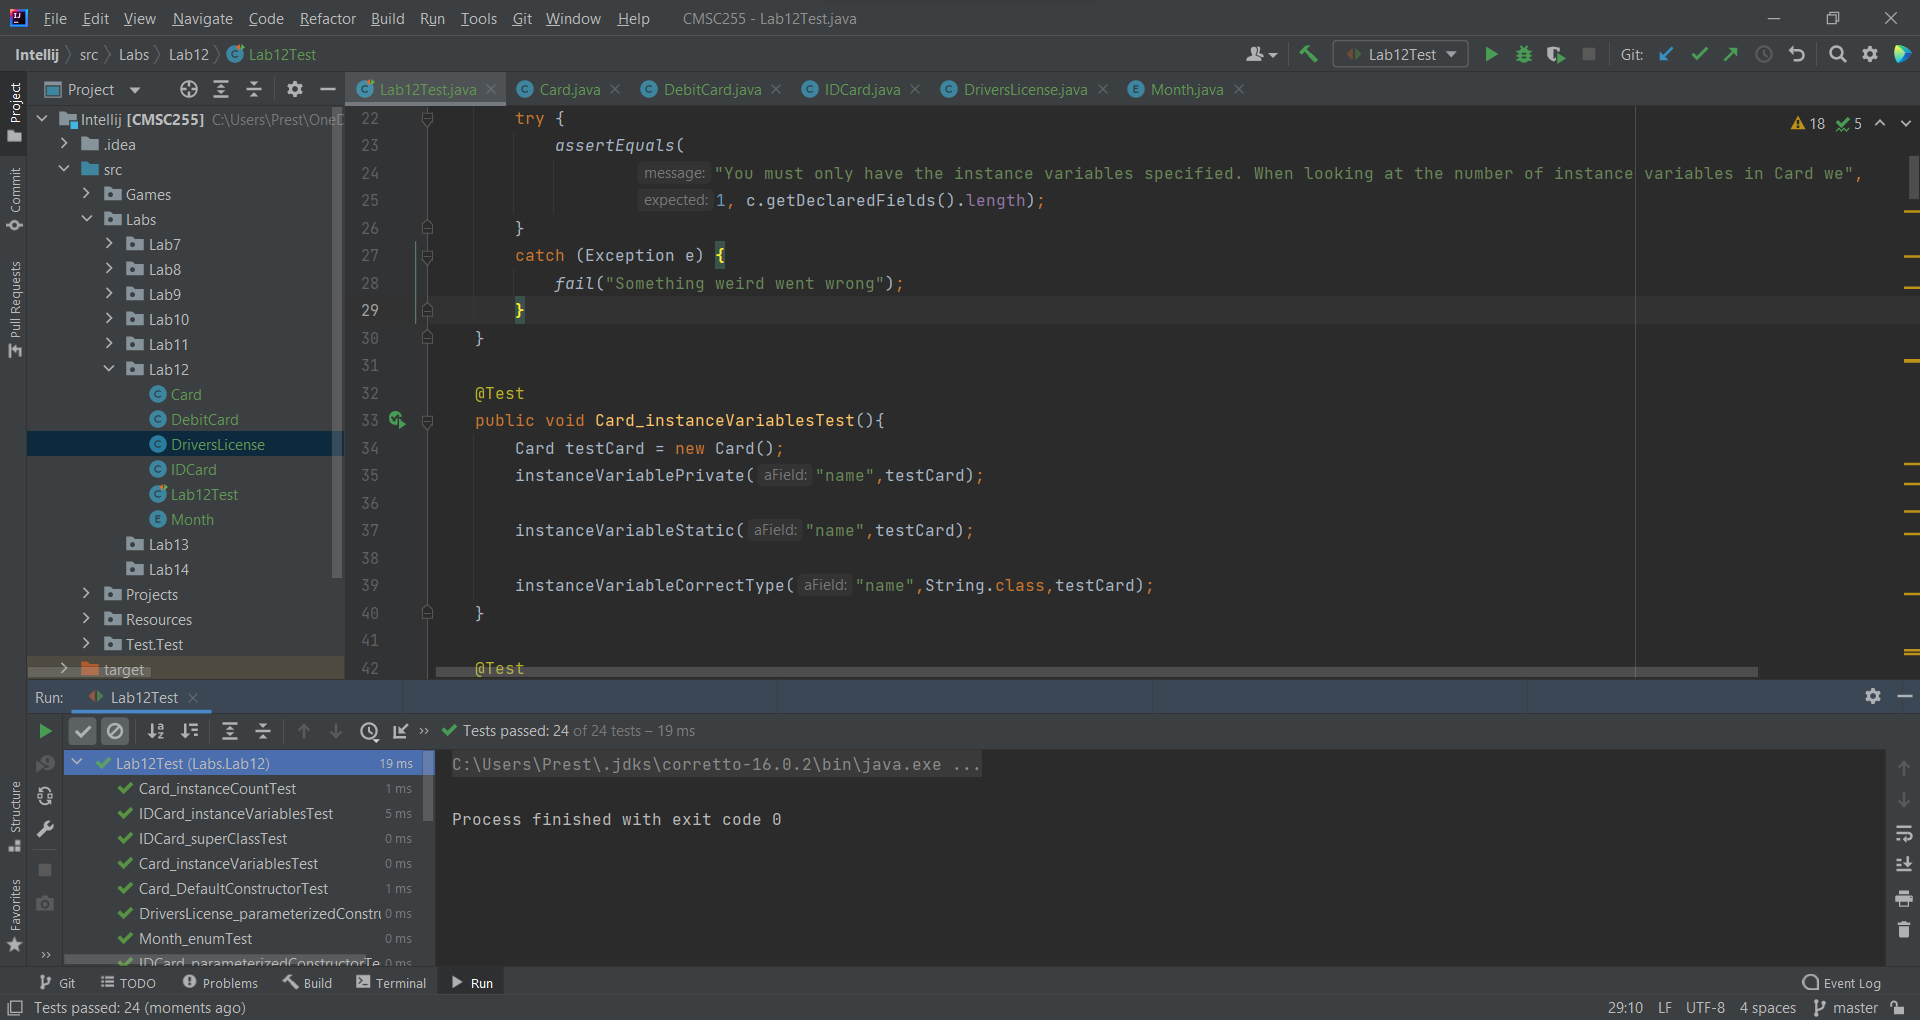 File Edit View Navigate Code Refactor Build Run Tools Git Window Help CMSC255 - Lab12Test.java
Intellij src Labs Lab12 Lab12Test
Lab12Test Git:
Project
Lab12Test.java Card.java DebitCard.java IDCard.java DriversLicense.java Month.java
Project
Commit
Pull Requests
Structure
Favorites
Intellij [CMSC255] C:\Users\Prest\OneD
.idea
src
Games
Labs
Lab7
Lab8
Lab9
Lab10
Lab11
Lab12
Card
DebitCard
DriversLicense
IDCard
Lab12Test
Month
Lab13
Lab14
Projects
Resources
Test.Test
target
18 5
22 try {
23 assertEquals(
24 message: "You must only have the instance variables specified. When looking at the number of instance variables in Card we",
25 expected: 1, c.getDeclaredFields().length);
26 }
27 catch (Exception e) {
28 fail("Something weird went wrong");
29 }
30 }
31
32 @Test
33 public void Card_instanceVariablesTest(){
34 Card testCard = new Card();
35 instanceVariablePrivate( aField: "name",testCard);
36
37 instanceVariableStatic( aField: "name",testCard);
38
39 instanceVariableCorrectType( aField: "name",String.class,testCard);
40 }
41
42 @Test
Run: Lab12Test
Tests passed: 24 of 24 tests – 19 ms
Lab12Test (Labs.Lab12) 19 ms
Card_instanceCountTest 1 ms
IDCard_instanceVariablesTest 5 ms
IDCard_superClassTest 0 ms
Card_instanceVariablesTest 0 ms
Card_DefaultConstructorTest 1 ms
DriversLicense_parameterizedConstru 0 ms
Month_enumTest 0 ms
IDCard_parameterizedConstructorTe 0 ms
C:\Users\Prest\.jdks\corretto-16.0.2\bin\java.exe ...
Process finished with exit code 0
Git TODO Problems Build Terminal Run Event Log
Tests passed: 24 (moments ago) 29:10 LF UTF-8 4 spaces master